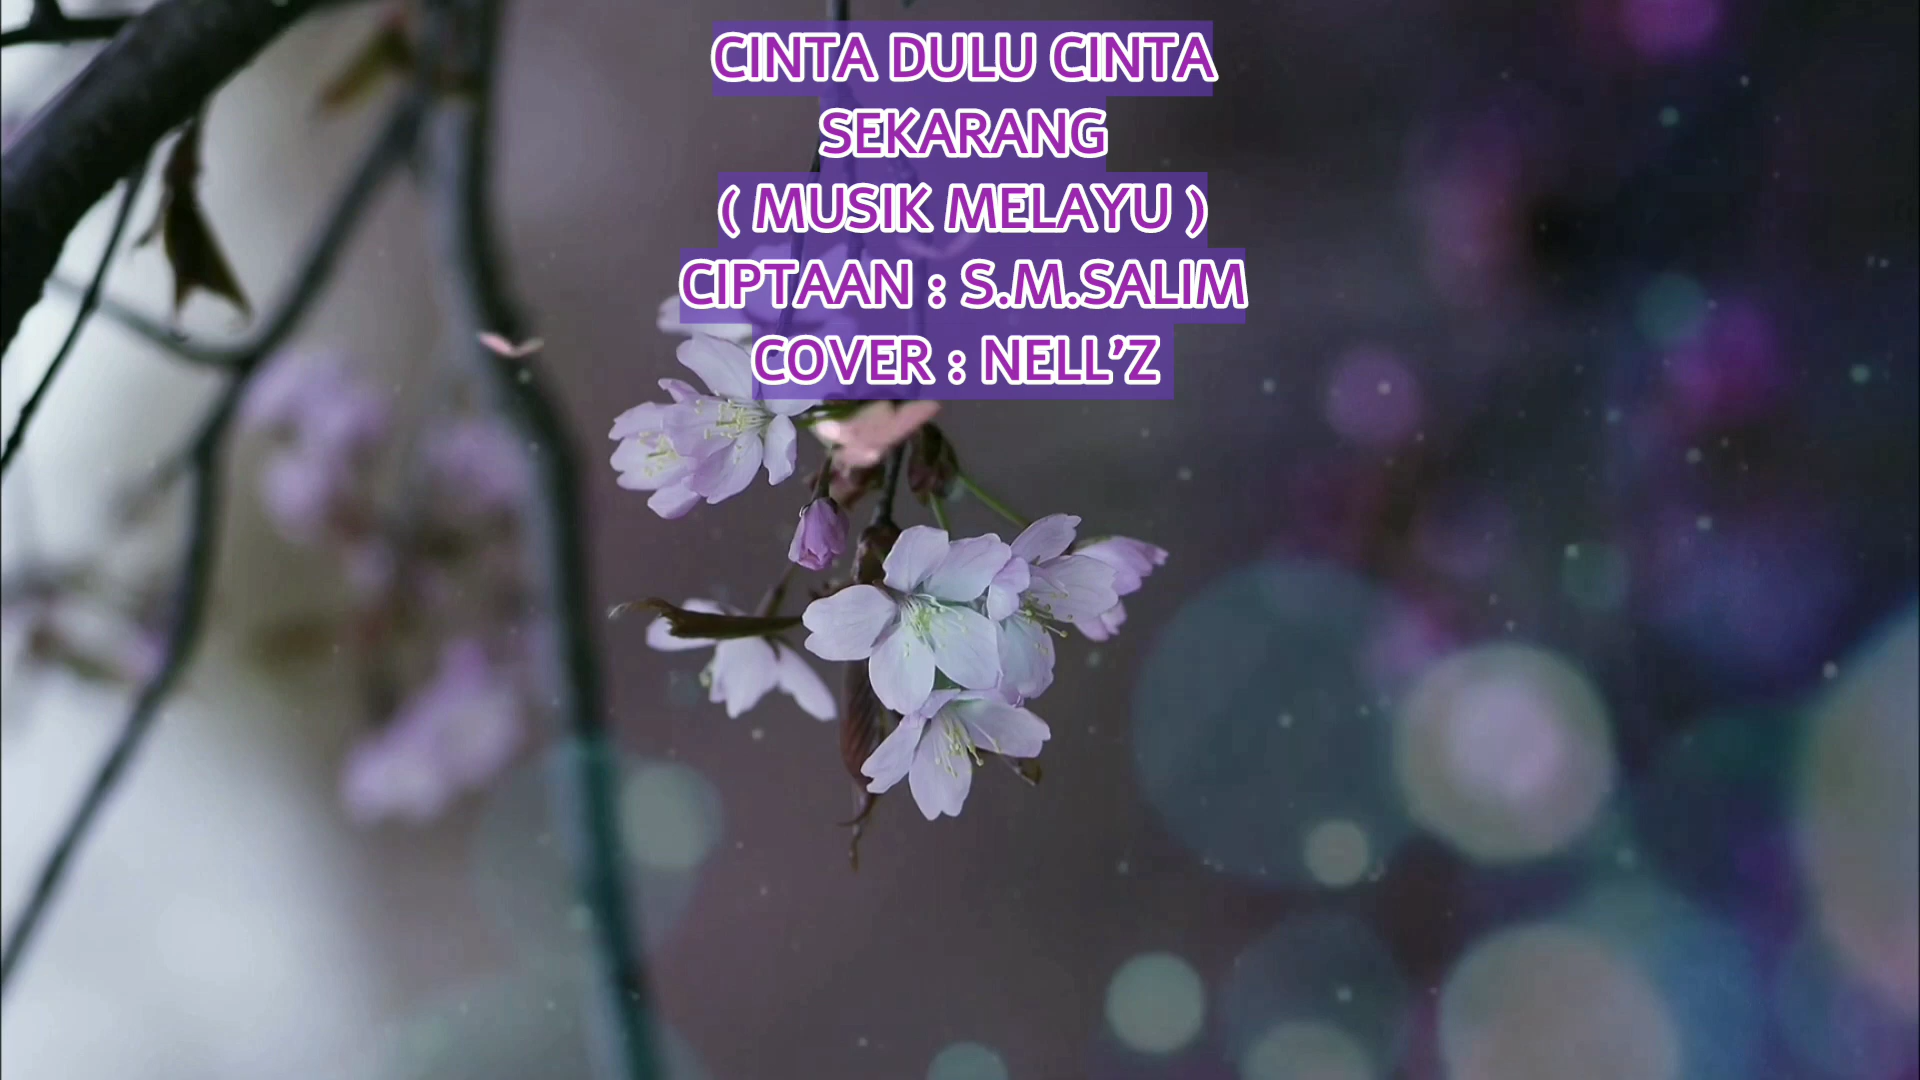 CINTA DULU CINTA
SEKARANG
( MUSIK MELAYU )
CIPTAAN : S.M.SALIM
COVER : NELL’Z